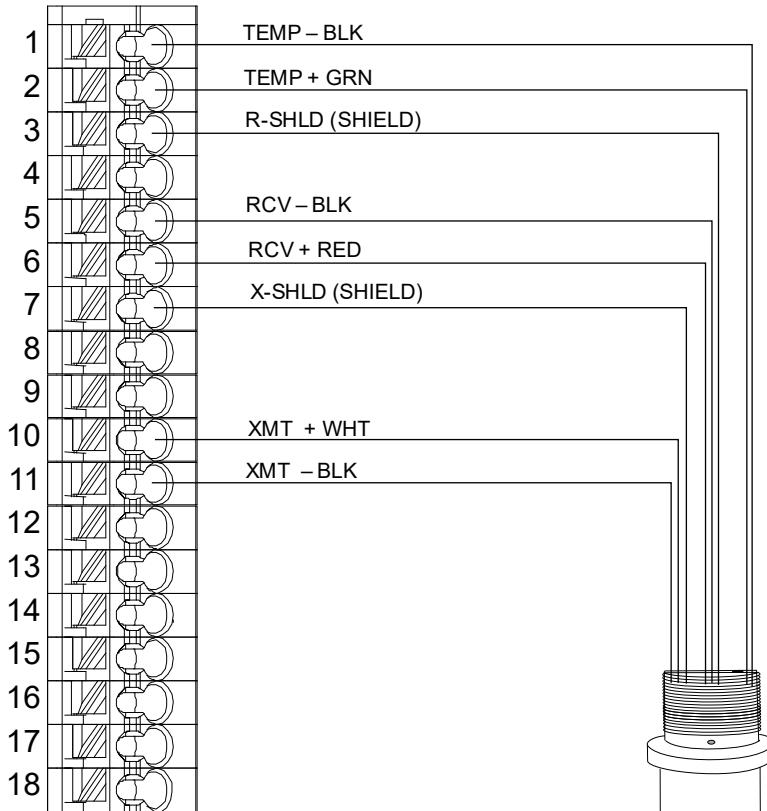 1 TEMP – BLK
2 TEMP + GRN
3 R-SHLD (SHIELD)
4
5 RCV – BLK
6 RCV + RED
7 X-SHLD (SHIELD)
8
9
10 XMT + WHT
11 XMT – BLK
12
13
14
15
16
17
18